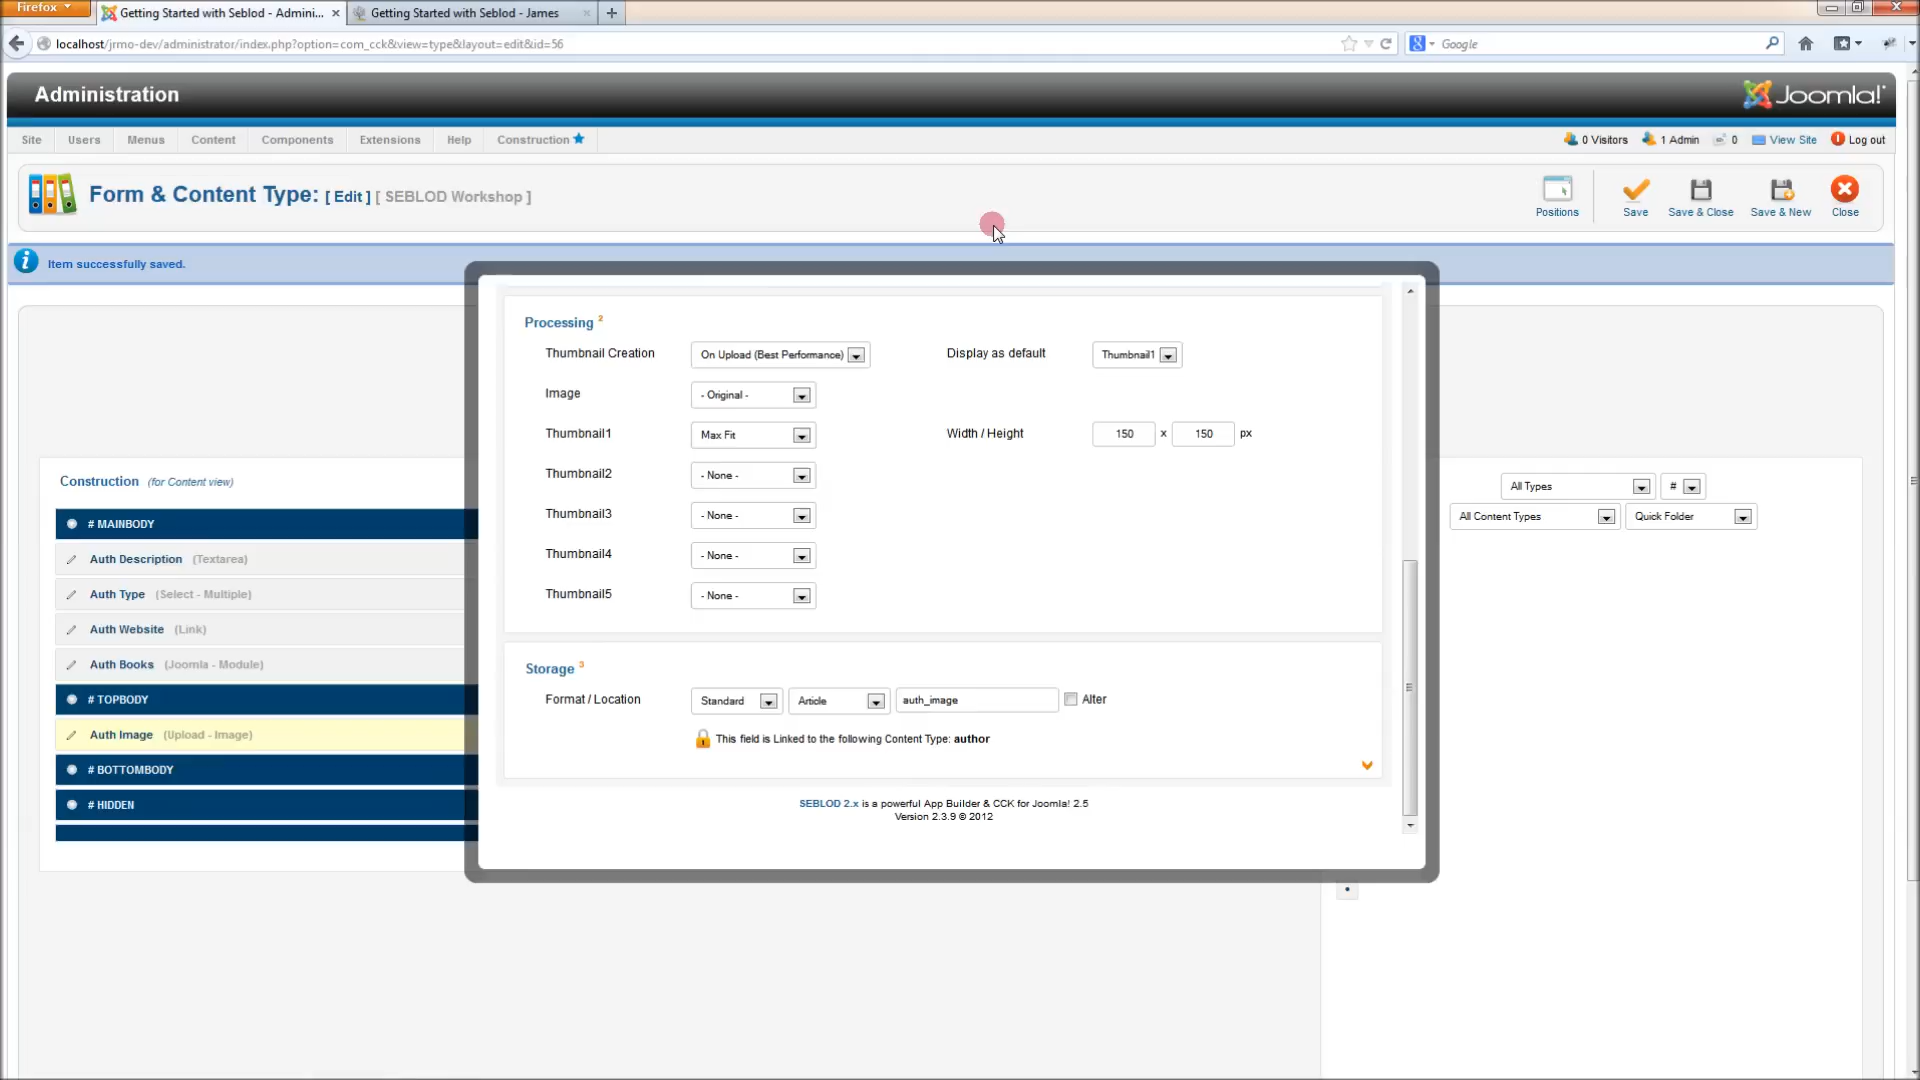 Firefox
Getting Started with Seblod - Admini...
Getting Started with Seblod - James
localhost/jrmo-dev/administrator/index.php?option=com_cck&view=type&layout=edit&id=56
Google
Administration
Joomla!
Site Users Menus Content Components Extensions Help Construction
0 Visitors 1 Admin 0 View Site Log out
Form & Content Type: [ Edit ] [ SEBLOD Workshop ]
Positions Save Save & Close Save & New Close
Item successfully saved.
Processing 2
Thumbnail Creation On Upload (Best Performance) Display as default Thumbnail1
Image - Original -
Thumbnail1 Max Fit Width / Height 150 x 150 px
Thumbnail2 - None -
Thumbnail3 - None -
Thumbnail4 - None -
Thumbnail5 - None -
Storage 3
Format / Location Standard Article auth_image Alter
This field is Linked to the following Content Type: author
SEBLOD 2.x is a powerful App Builder & CCK for Joomla! 2.5
Version 2.3.9 © 2012
Construction (for Content view)
# MAINBODY
Auth Description (Textarea)
Auth Type (Select - Multiple)
Auth Website (Link)
Auth Books (Joomla - Module)
# TOPBODY
Auth Image (Upload - Image)
# BOTTOMBODY
# HIDDEN
All Types #
All Content Types Quick Folder